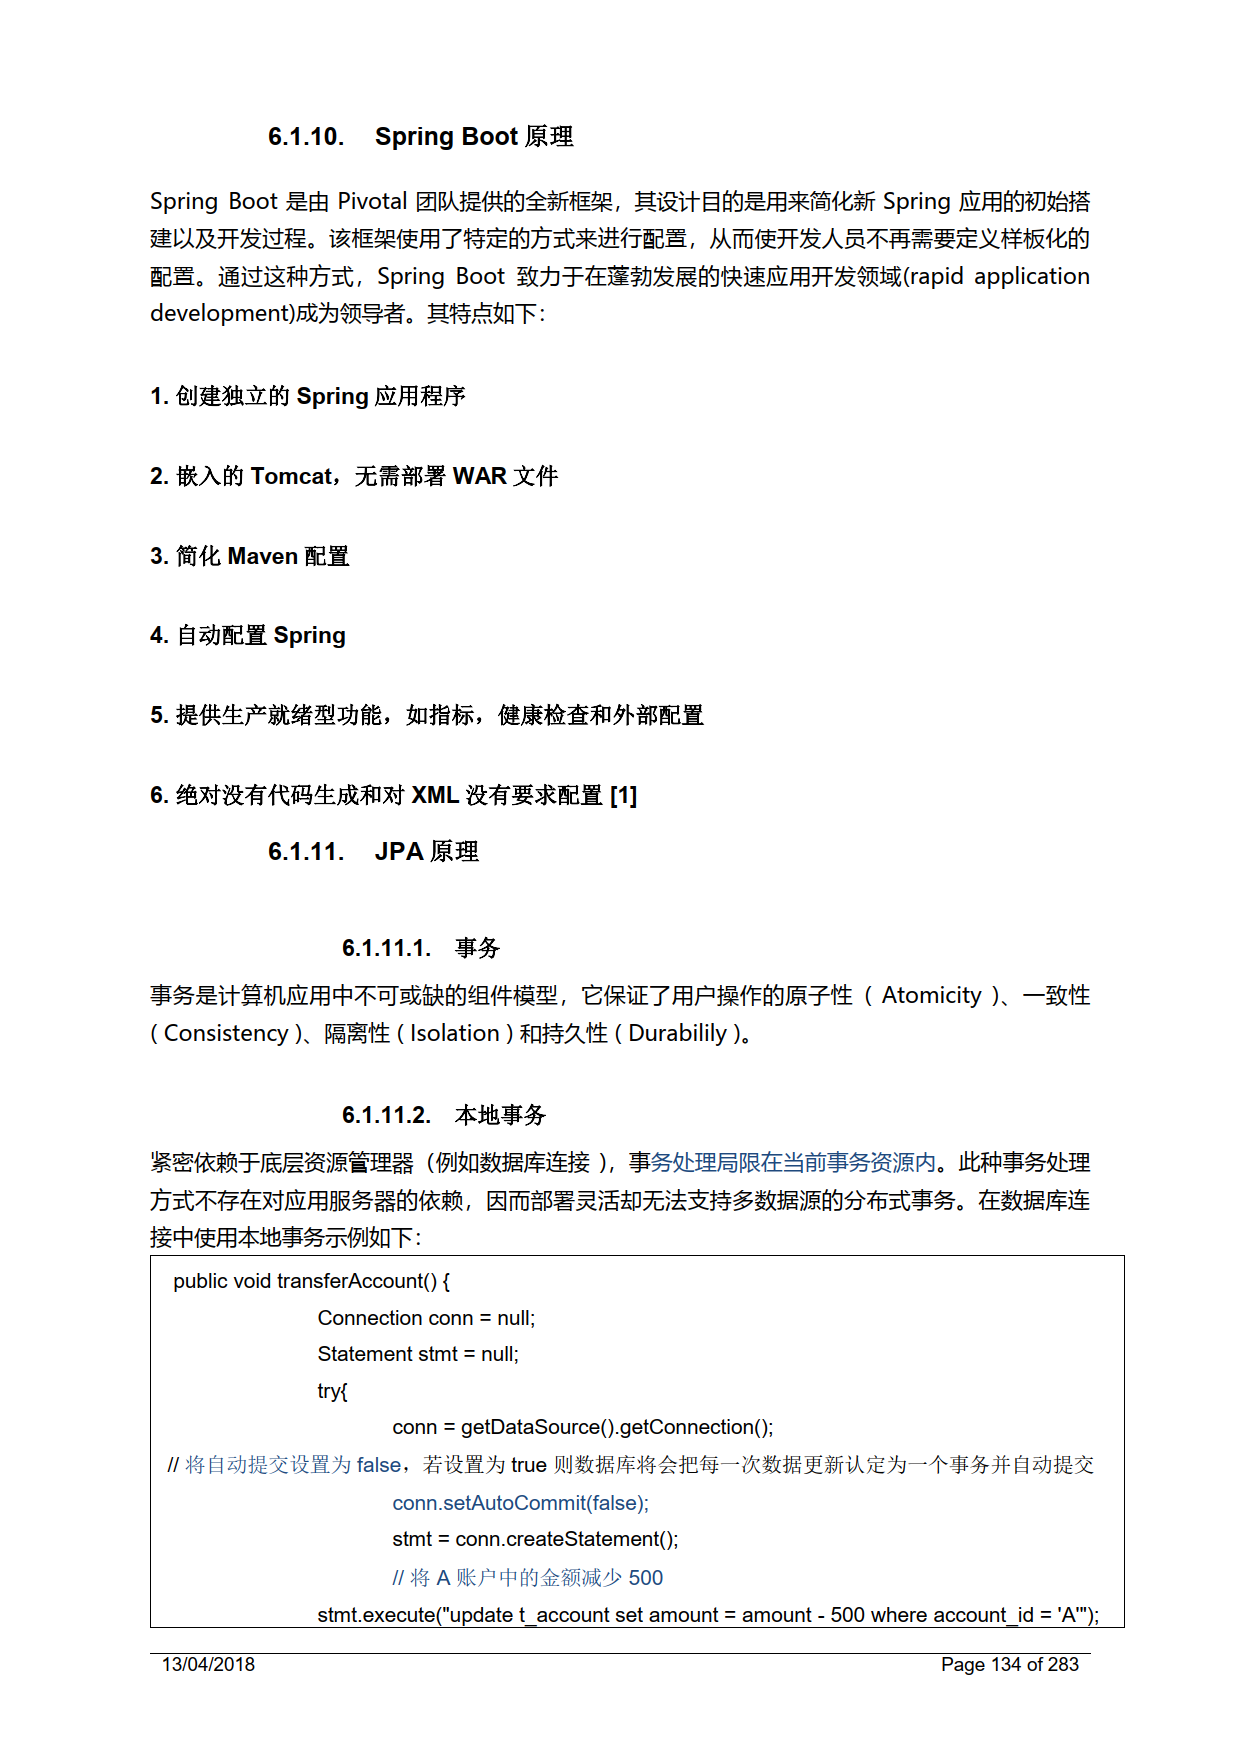 6.1.10. Spring Boot 原理
Spring Boot 是由 Pivotal 团队提供的全新框架，其设计目的是用来简化新 Spring 应用的初始搭
建以及开发过程。该框架使用了特定的方式来进行配置，从而使开发人员不再需要定义样板化的
配置。通过这种方式，Spring Boot 致力于在蓬勃发展的快速应用开发领域(rapid application
development)成为领导者。其特点如下：
1. 创建独立的 Spring 应用程序
2. 嵌入的 Tomcat，无需部署 WAR 文件
3. 简化 Maven 配置
4. 自动配置 Spring
5. 提供生产就绪型功能，如指标，健康检查和外部配置
6. 绝对没有代码生成和对 XML 没有要求配置 [1]
6.1.11. JPA 原理
6.1.11.1. 事务
事务是计算机应用中不可或缺的组件模型，它保证了用户操作的原子性 ( Atomicity )、一致性
( Consistency )、隔离性 ( Isolation ) 和持久性 ( Durabilily )。
6.1.11.2. 本地事务
紧密依赖于底层资源管理器（例如数据库连接 )，事务处理局限在当前事务资源内。此种事务处理
方式不存在对应用服务器的依赖，因而部署灵活却无法支持多数据源的分布式事务。在数据库连
接中使用本地事务示例如下：
public void transferAccount() {
Connection conn = null;
Statement stmt = null;
try{
conn = getDataSource().getConnection();
// 将自动提交设置为 false，若设置为 true 则数据库将会把每一次数据更新认定为一个事务并自动提交
conn.setAutoCommit(false);
stmt = conn.createStatement();
// 将 A 账户中的金额减少 500
stmt.execute("update t_account set amount = amount - 500 where account_id = 'A'");
13/04/2018 Page 134 of 283